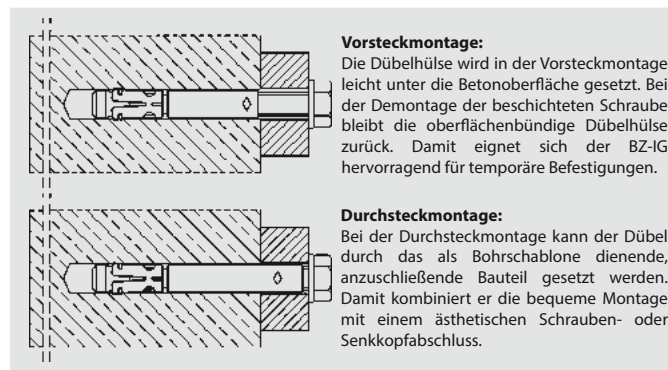 Vorsteckmontage:
Die Dübelhülse wird in der Vorsteckmontage
leicht unter die Betonoberfläche gesetzt. Bei
der Demontage der beschichteten Schraube
bleibt die oberflächenbündige Dübelhülse
zurück. Damit eignet sich der BZ-IG
hervorragend für temporäre Befestigungen.
Durchsteckmontage:
Bei der Durchsteckmontage kann der Dübel
durch das als Bohrschablone dienende,
anzuschließende Bauteil gesetzt werden.
Damit kombiniert er die bequeme Montage
mit einem ästhetischen Schrauben- oder
Senkkopfabschluss.